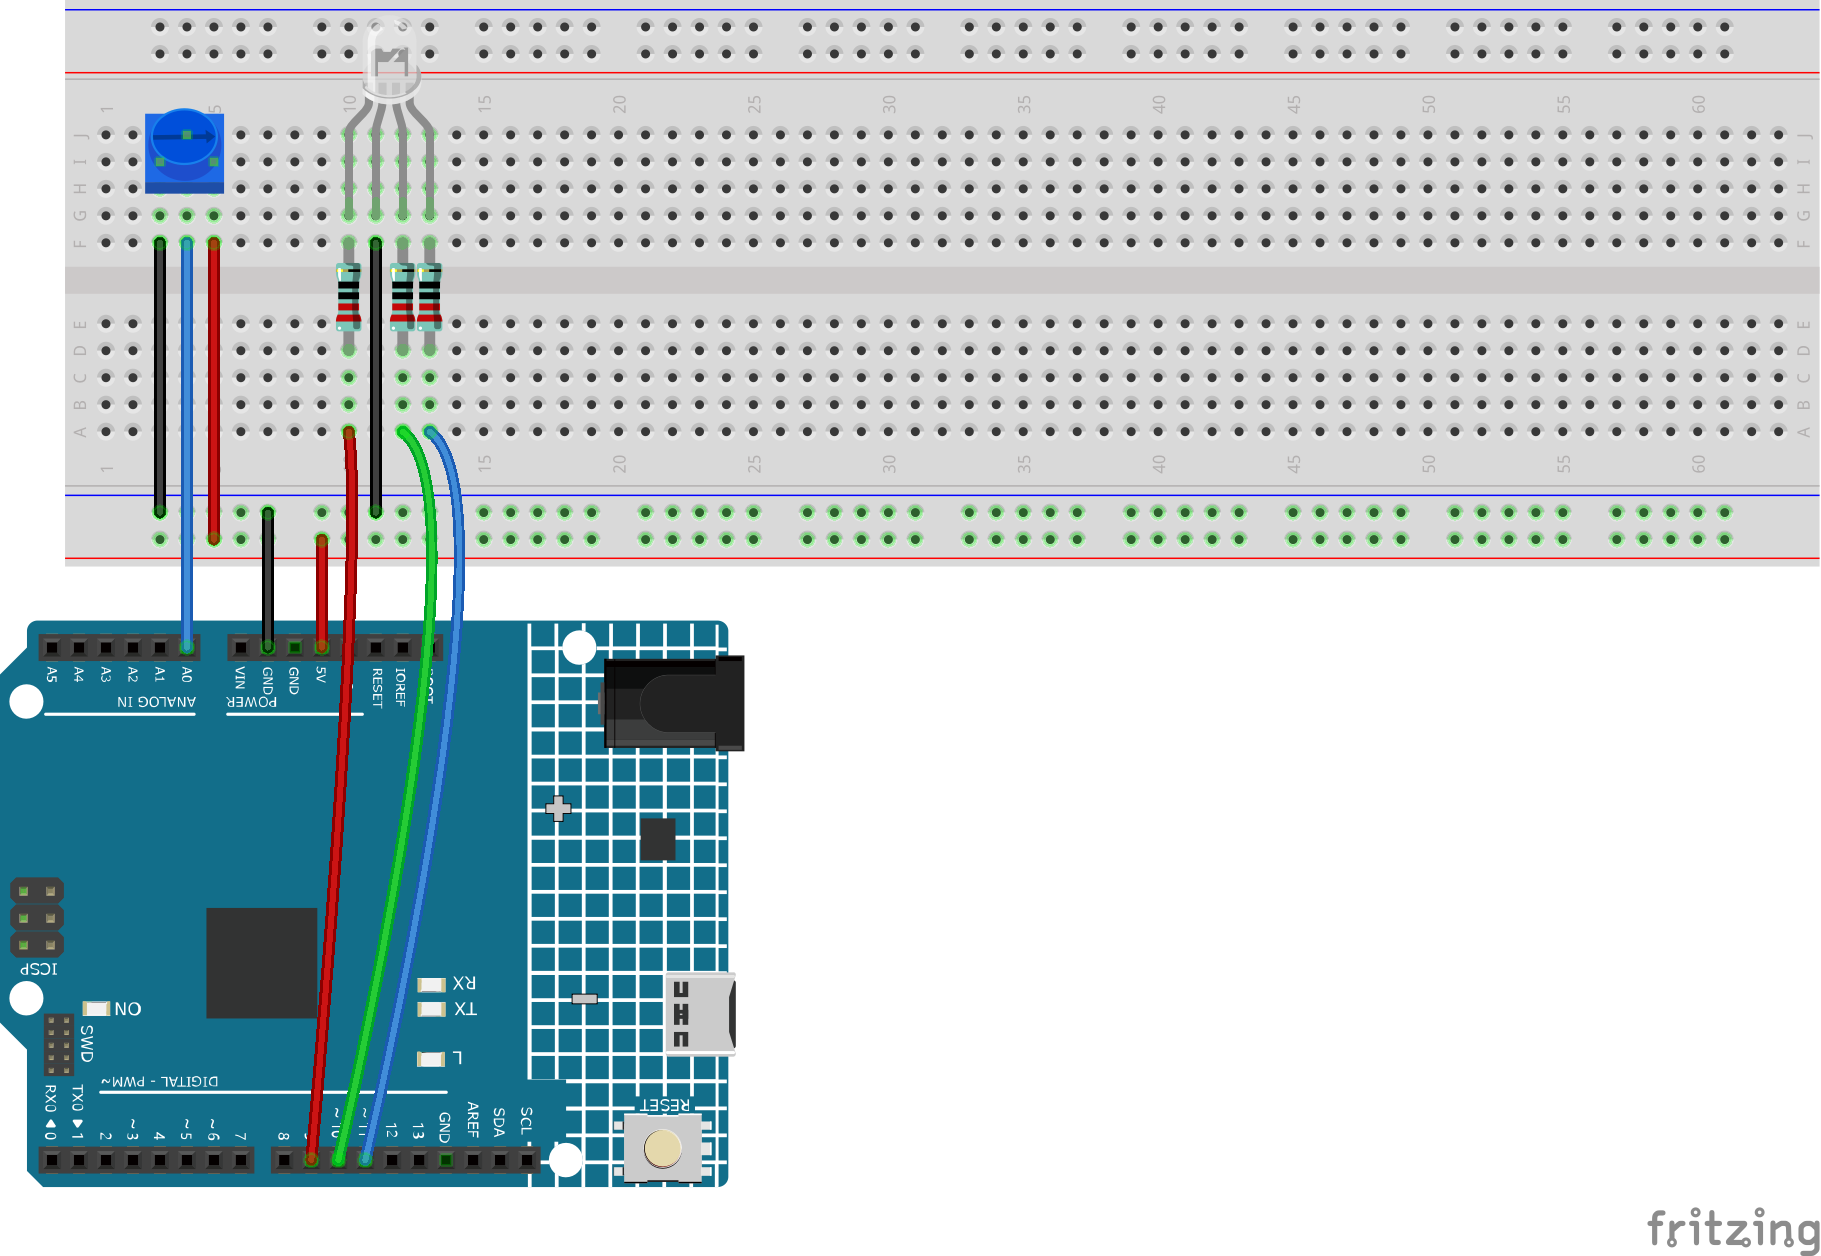 1 5 10 15 20 25 30 35 40 45 50 55 60
J J
I I
H H
G G
F F
E E
D D
C C
B B
A A
1 15 20 25 30 35 40 45 50 55 60
A5 A4 A3 A2 A1 A0 VIN GND GND 5V RESET IOREF
ANALOG IN POWER
ICSP
ON
SWD
RX
TX
L
DIGITAL - PWM~
RX0 ◀ 0 TX0 ▶ 1 2 ~3 4 ~5 ~6 7 8 9 ~10 ~11 12 13 GND AREF SDA SCL
RESET
fritzing